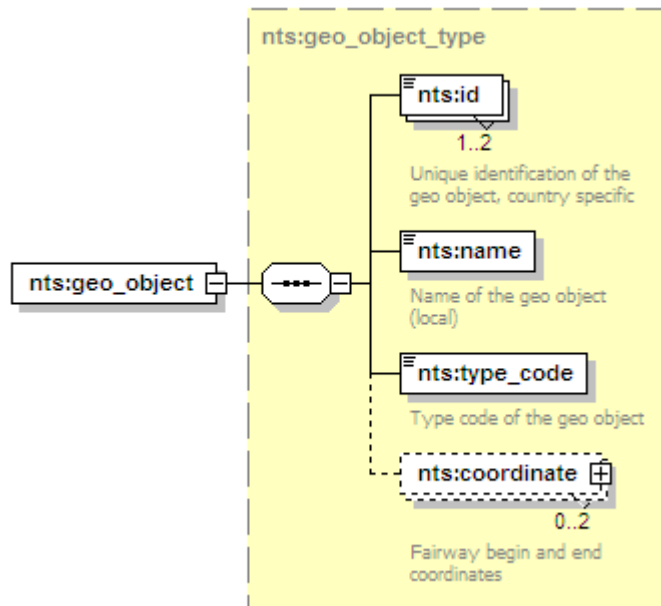 nts:geo_object_type
nts:id
1..2
Unique identification of the
geo object, country specific
nts:geo_object
nts:name
Name of the geo object
(local)
nts:type_code
Type code of the geo object
nts:coordinate
0..2
Fairway begin and end
coordinates